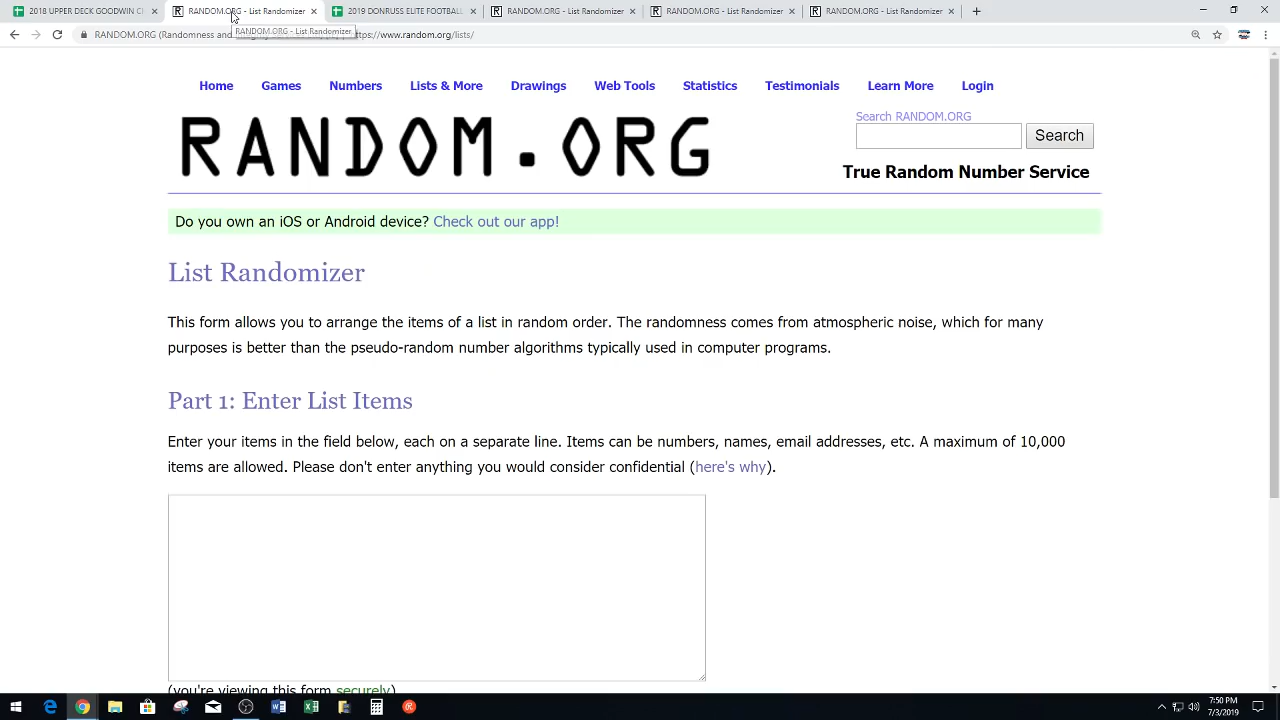 2018 UPPER DECK GOODWIN C
RANDOM.ORG - List Randomizer
2019 DONRUSS ELITE FOOTBALL
RANDOM.ORG - List Randomizer
RANDOM.ORG - List Randomizer
RANDOM.ORG - List Randomizer
RANDOM.ORG (Randomness and
https://www.random.org/lists/
RANDOM.ORG - List Randomizer
Home
Games
Numbers
Lists & More
Drawings
Web Tools
Statistics
Testimonials
Learn More
Login
RANDOM.ORG
Search RANDOM.ORG
Search
True Random Number Service
Do you own an iOS or Android device? Check out our app!
List Randomizer
This form allows you to arrange the items of a list in random order. The randomness comes from atmospheric noise, which for many
purposes is better than the pseudo-random number algorithms typically used in computer programs.
Part 1: Enter List Items
Enter your items in the field below, each on a separate line. Items can be numbers, names, email addresses, etc. A maximum of 10,000
items are allowed. Please don't enter anything you would consider confidential (here's why).
(you're viewing this form securely)
7:50 PM
7/3/2019